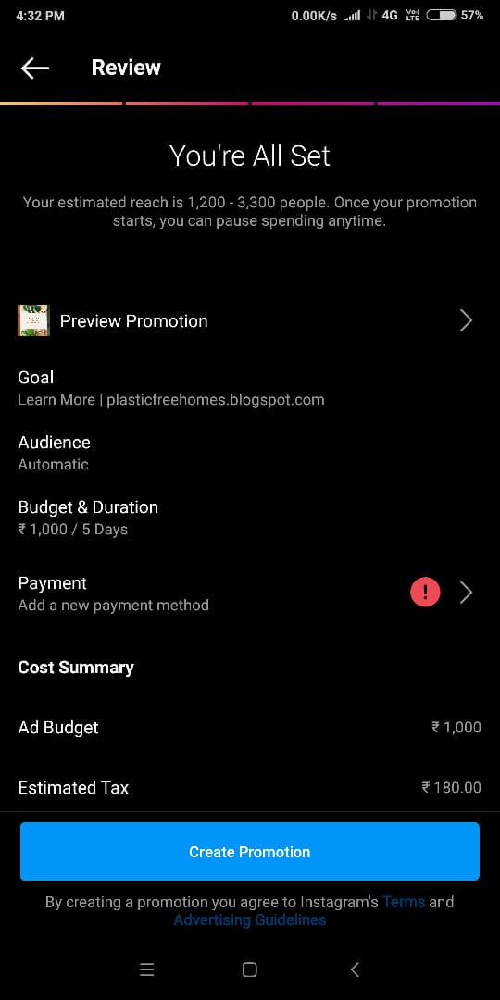 4:32 PM 0.00K/s 4G VoI LTE 57%
Review
You're All Set
Your estimated reach is 1,200 - 3,300 people. Once your promotion
starts, you can pause spending anytime.
Preview Promotion
Goal
Learn More | plasticfreehomes.blogspot.com
Audience
Automatic
Budget & Duration
₹ 1,000 / 5 Days
Payment
Add a new payment method
!
Cost Summary
Ad Budget ₹ 1,000
Estimated Tax ₹ 180.00
Create Promotion
By creating a promotion you agree to Instagram's Terms and
Advertising Guidelines